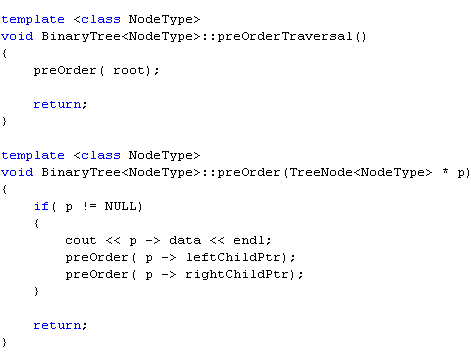 template <class NodeType>
void BinaryTree<NodeType>::preOrderTraversal()
{
    preOrder( root);

    return;
}

template <class NodeType>
void BinaryTree<NodeType>::preOrder(TreeNode<NodeType> * p)
{
    if( p != NULL)
    {
        cout << p -> data << endl;
        preOrder( p -> leftChildPtr);
        preOrder( p -> rightChildPtr);
    }

    return;
}